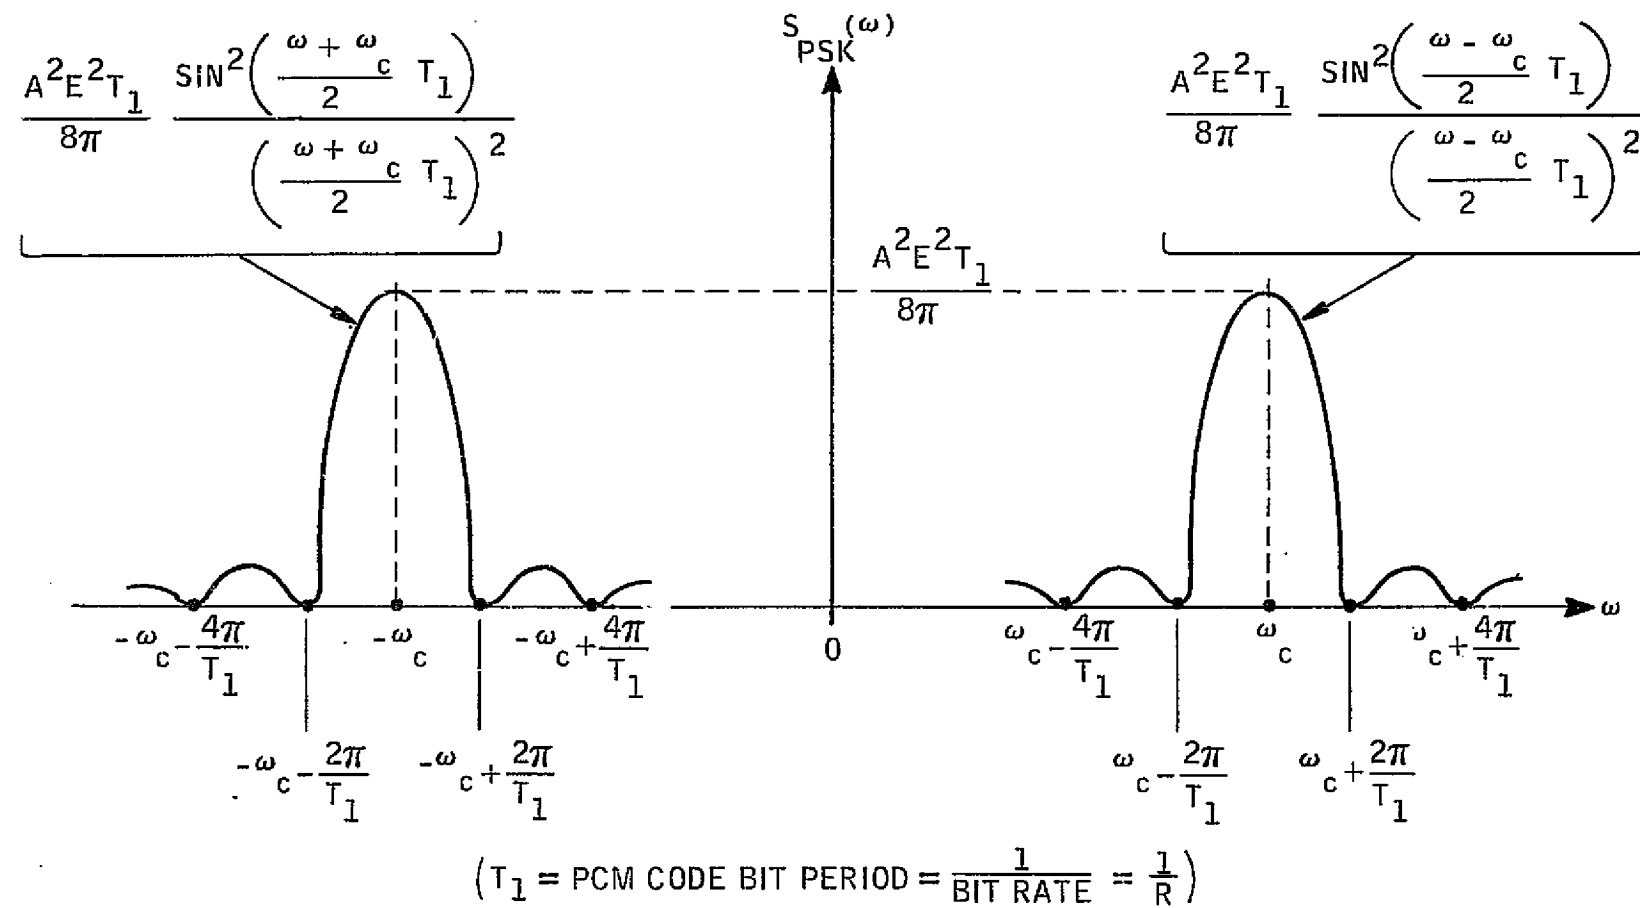 S_PSK(ω)
A²E²T₁/8π SIN²(ω + ω_c/2 T₁)/(ω + ω_c/2 T₁)²
A²E²T₁/8π SIN²(ω - ω_c/2 T₁)/(ω - ω_c/2 T₁)²
A²E²T₁/8π
-ω_c - 4π/T₁
-ω_c
-ω_c + 4π/T₁
0
ω_c - 4π/T₁
ω_c
ω_c + 4π/T₁
ω
-ω_c - 2π/T₁
-ω_c + 2π/T₁
ω_c - 2π/T₁
ω_c + 2π/T₁
(T₁ = PCM CODE BIT PERIOD = 1/BIT RATE = 1/R)